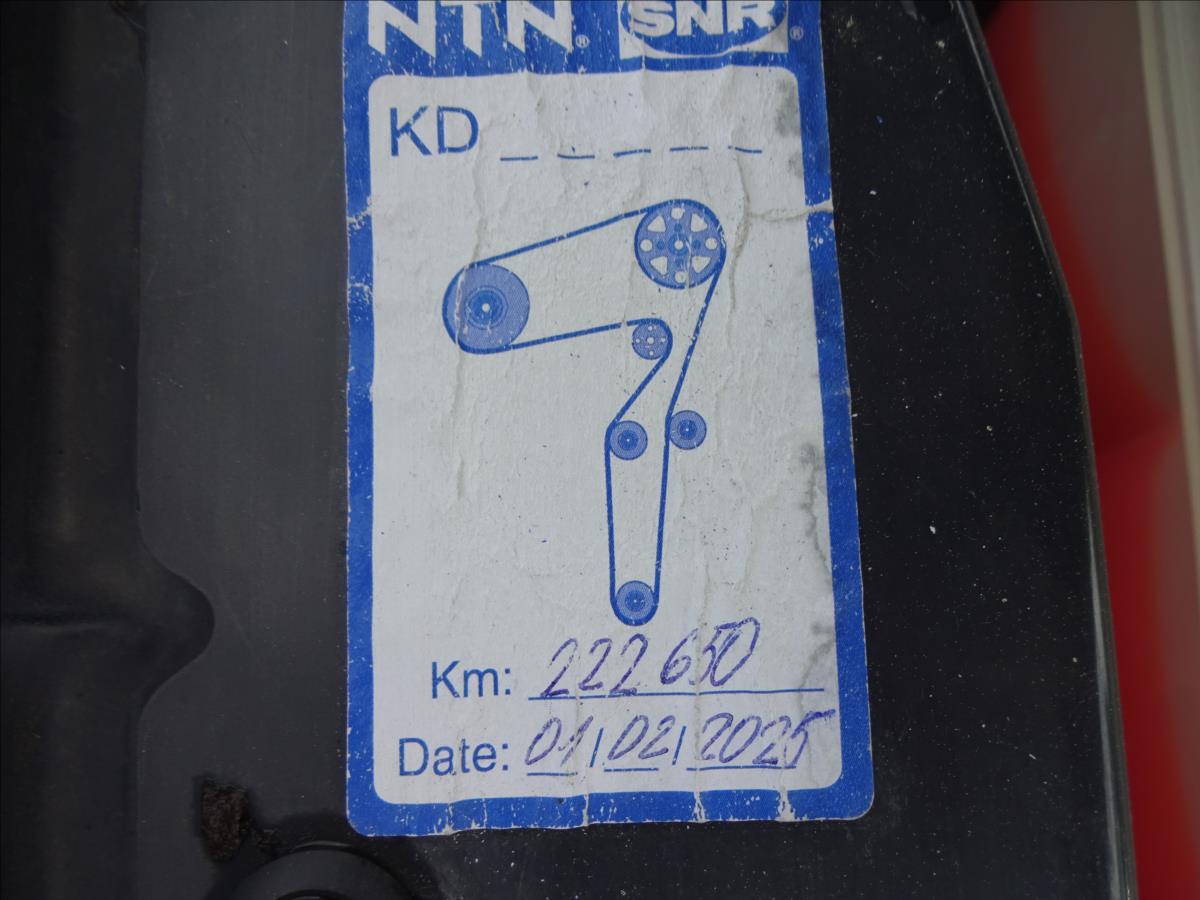 NTN® SNR®
KD _ _ _ _ _
Km: 222 650
Date: 01/02/2025